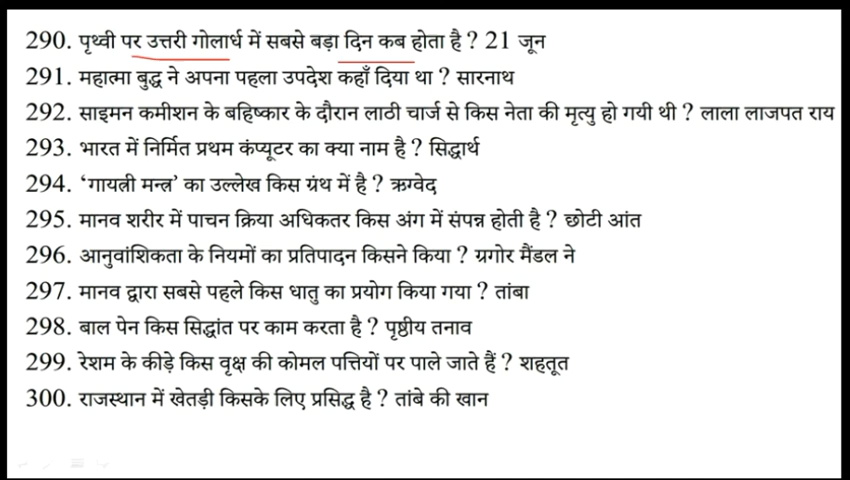 290. पृथ्वी पर उत्तरी गोलार्ध में सबसे बड़ा दिन कब होता है ? 21 जून
291. महात्मा बुद्ध ने अपना पहला उपदेश कहाँ दिया था ? सारनाथ
292. साइमन कमीशन के बहिष्कार के दौरान लाठी चार्ज से किस नेता की मृत्यु हो गयी थी ? लाला लाजपत राय
293. भारत में निर्मित प्रथम कंप्यूटर का क्या नाम है ? सिद्धार्थ
294. ‘गायत्री मन्त्र’ का उल्लेख किस ग्रंथ में है ? ऋग्वेद
295. मानव शरीर में पाचन क्रिया अधिकतर किस अंग में संपन्न होती है ? छोटी आंत
296. आनुवांशिकता के नियमों का प्रतिपादन किसने किया ? ग्रगोर मैंडल ने
297. मानव द्वारा सबसे पहले किस धातु का प्रयोग किया गया ? तांबा
298. बाल पेन किस सिद्धांत पर काम करता है ? पृष्ठीय तनाव
299. रेशम के कीड़े किस वृक्ष की कोमल पत्तियों पर पाले जाते हैं ? शहतूत
300. राजस्थान में खेतड़ी किसके लिए प्रसिद्ध है ? तांबे की खान